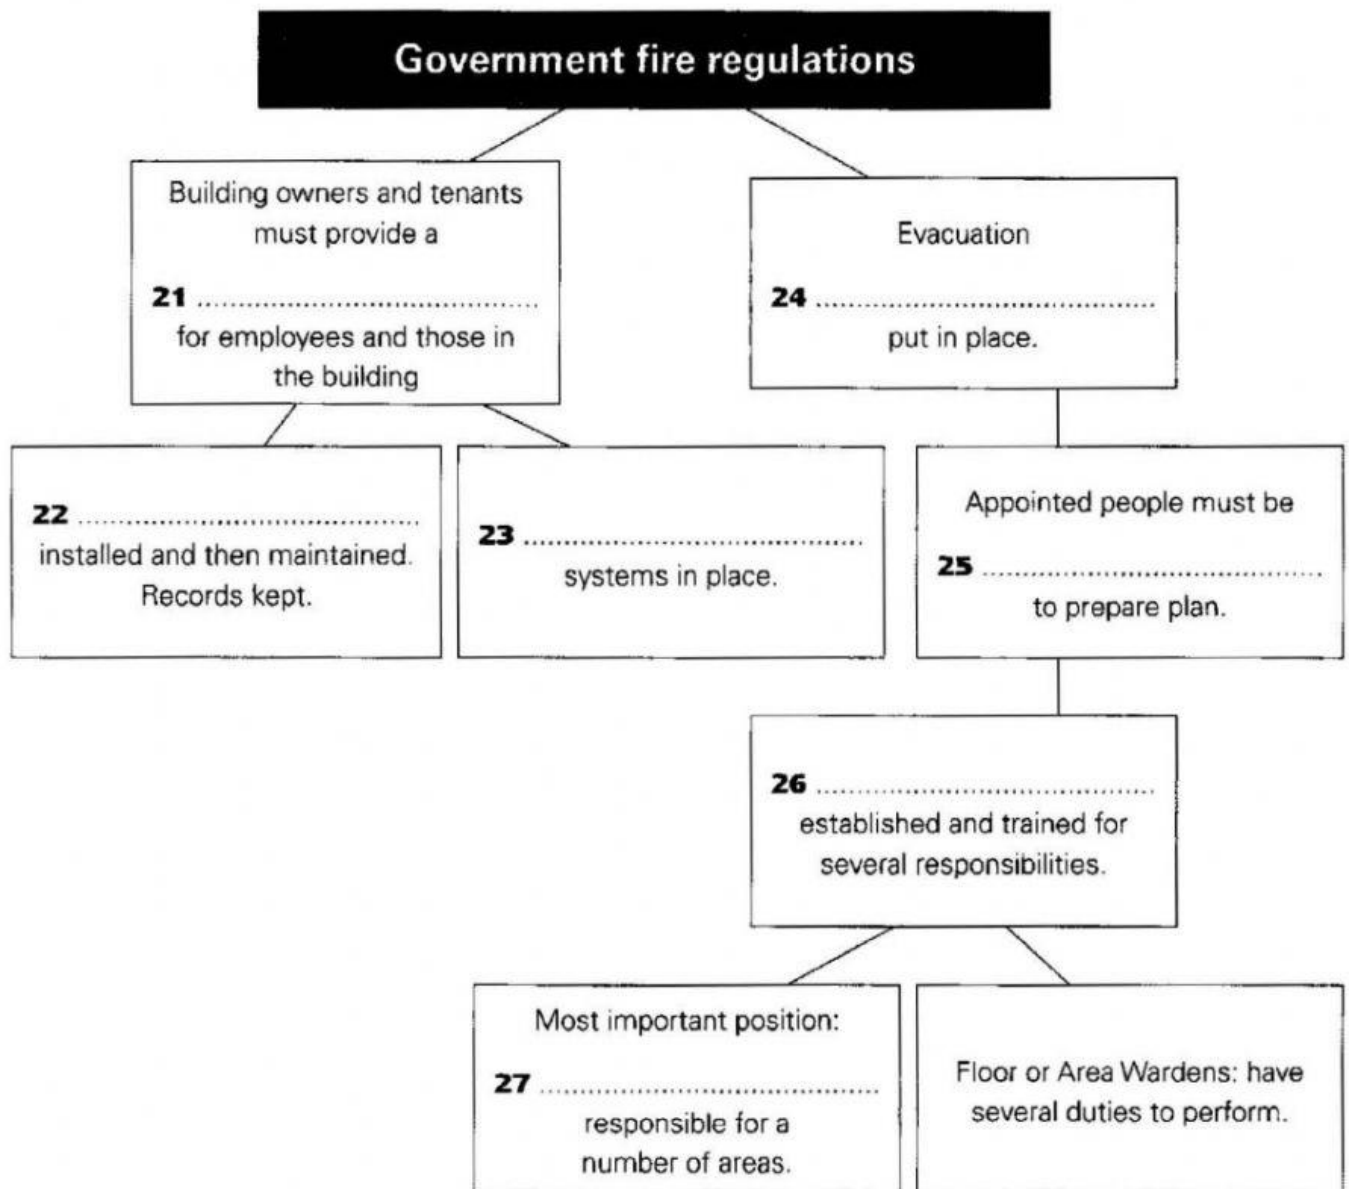 Government fire regulations
Building owners and tenants
must provide a
21 ........................................
for employees and those in
the building
Evacuation
24 ........................................
put in place.
22 ........................................
installed and then maintained.
Records kept.
23 ........................................
systems in place.
Appointed people must be
25 ........................................
to prepare plan.
26 ........................................
established and trained for
several responsibilities.
Most important position:
27 ........................................
responsible for a
number of areas.
Floor or Area Wardens: have
several duties to perform.